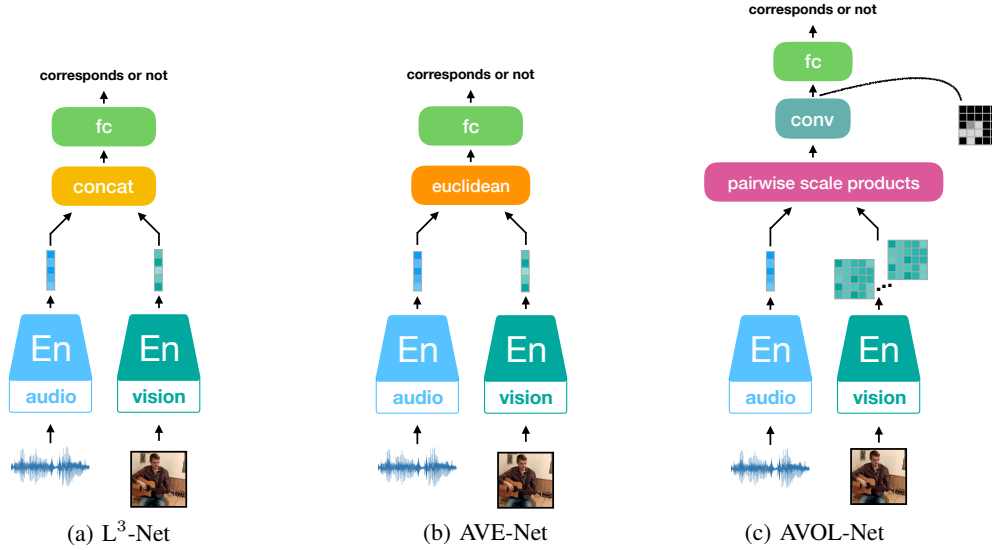 corresponds or not
fc
concat
En
En
audio
vision
(a) L³-Net
corresponds or not
fc
euclidean
En
En
audio
vision
(b) AVE-Net
corresponds or not
fc
conv
pairwise scale products
En
En
audio
vision
(c) AVOL-Net